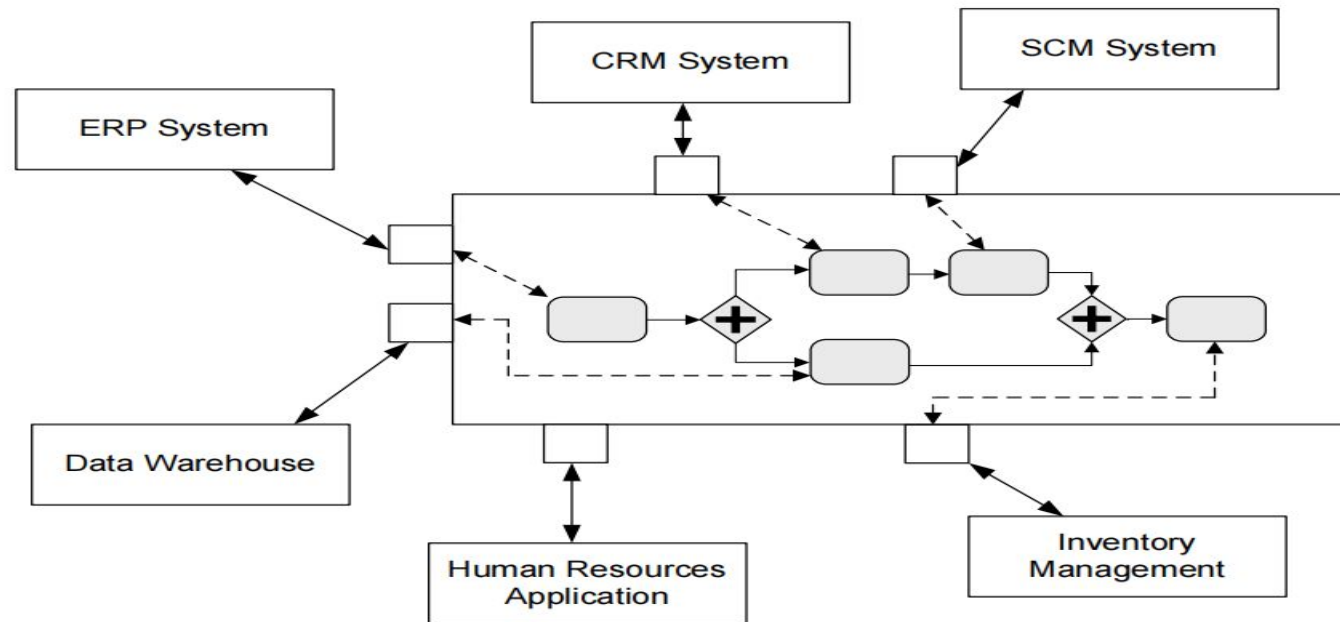 CRM System
SCM System
ERP System
Data Warehouse
Human Resources
Application
Inventory
Management